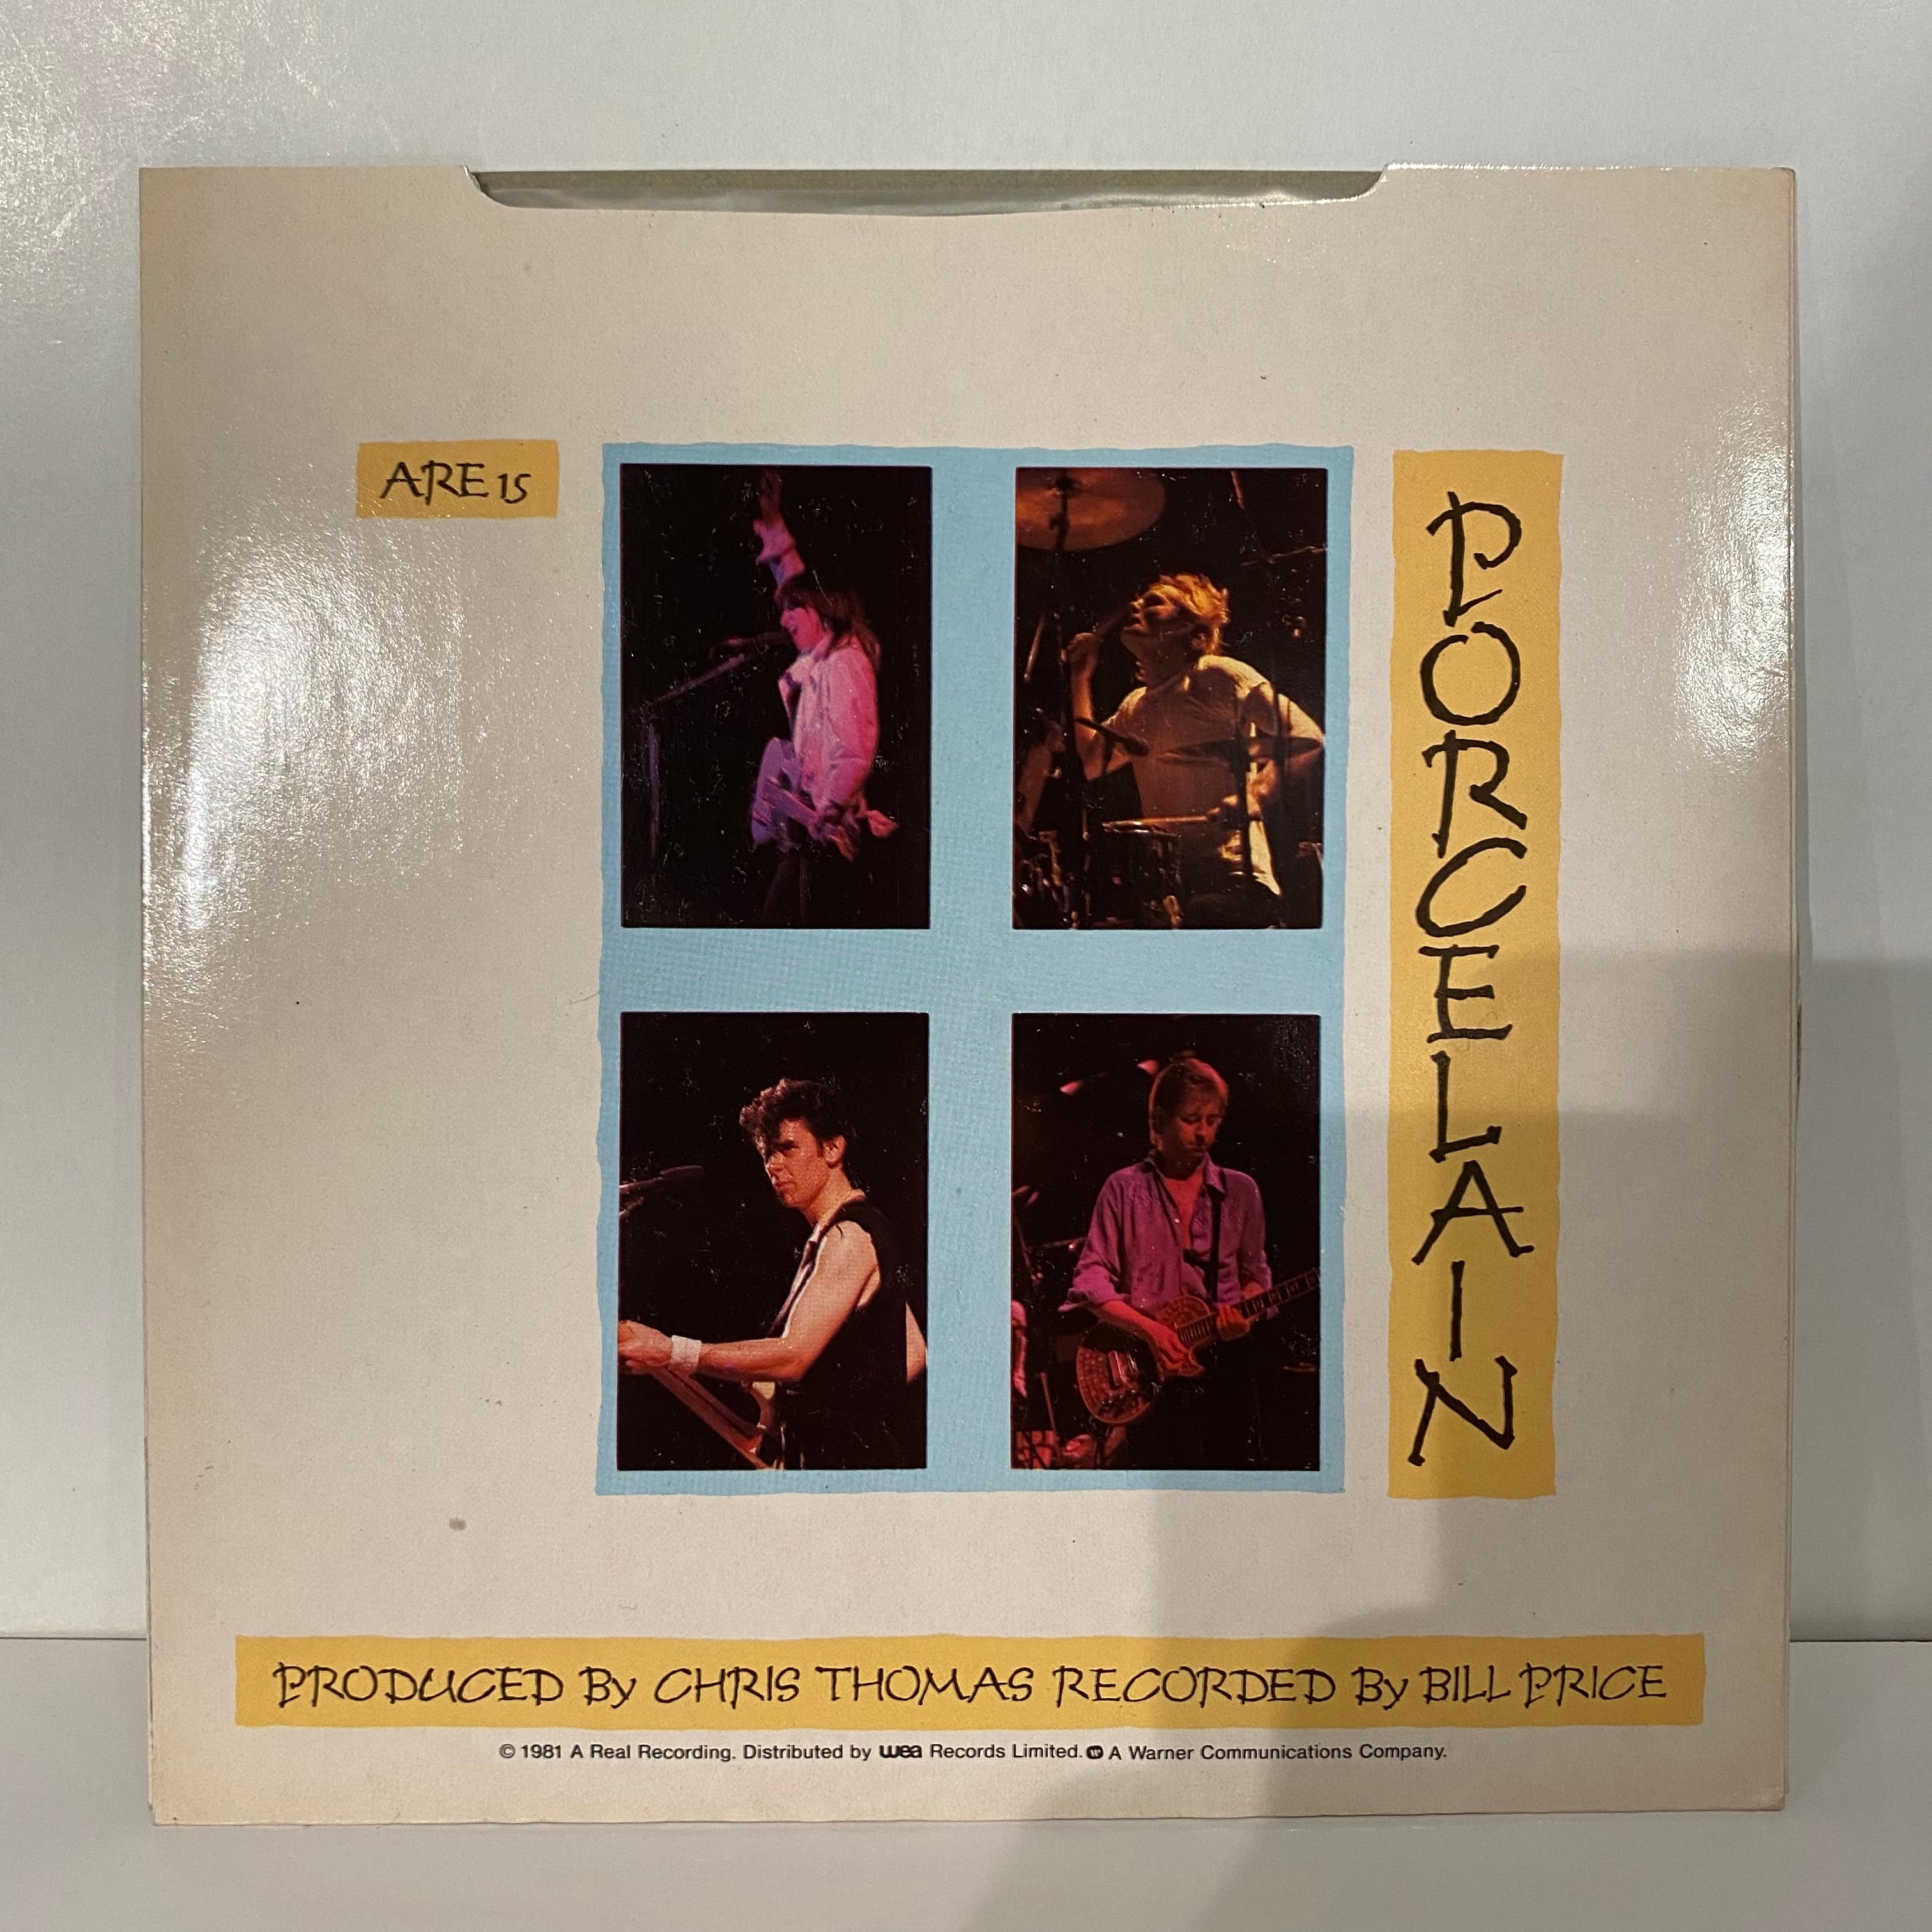 ARE 15
PORCELAIN
PRODUCED By CHRIS THOMAS RECORDED By BILL PRICE
© 1981 A Real Recording. Distributed by wea Records Limited. A Warner Communications Company.